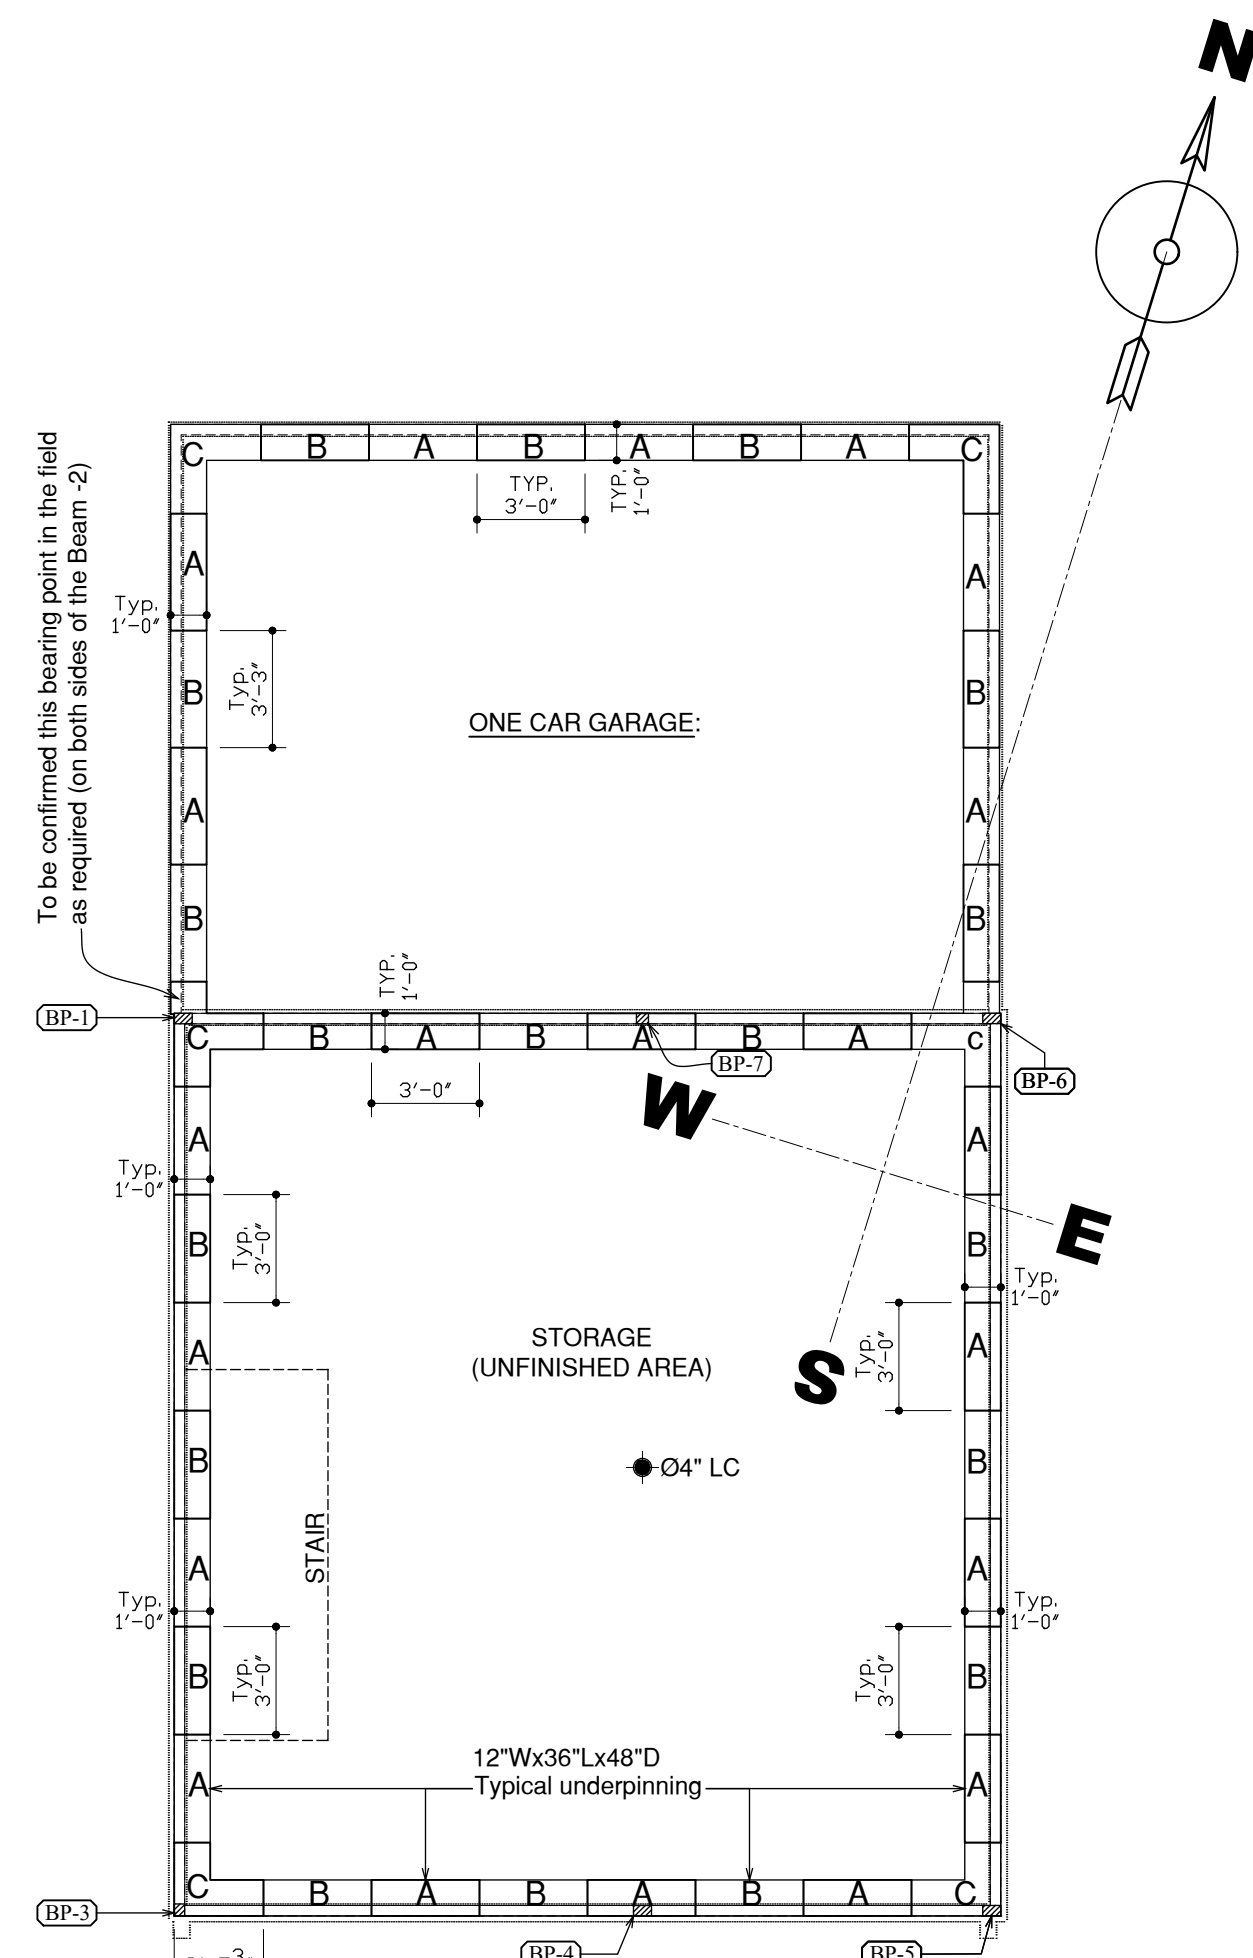 N
To be confirmed this bearing point in the field
as required (on both sides of the Beam -2)
C
B
A
B
A
B
A
C
TYP.
3'-0"
TYP.
1'-0"
A
A
Typ.
1'-0"
B
B
Typ.
3'-3"
ONE CAR GARAGE:
A
A
B
B
TYP.
1'-0"
BP-1
C
B
A
B
A
B
A
c
BP-7
BP-6
3'-0"
W
A
A
Typ.
1'-0"
B
B
E
Typ.
3'-0"
Typ.
1'-0"
STORAGE
(UNFINISHED AREA)
A
A
Typ.
3'-0"
S
B
B
Ø4" LC
STAIR
A
A
Typ.
1'-0"
Typ.
1'-0"
B
B
Typ.
3'-0"
Typ.
3'-0"
12"Wx36"Lx48"D
Typical underpinning
A
A
C
B
A
B
A
B
A
C
BP-3
BP-4
BP-5